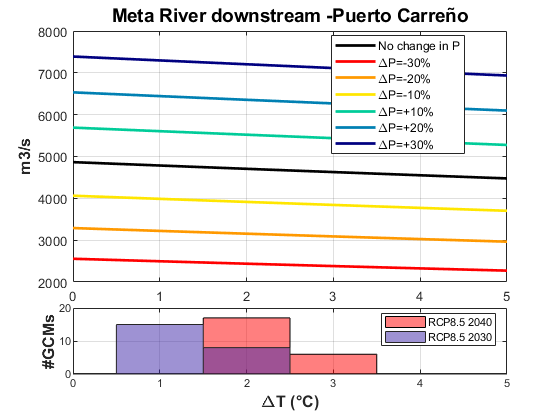 Meta River downstream -Puerto Carreño
8000
7000
6000
5000
4000
3000
2000
m3/s
No change in P
ΔP=-30%
ΔP=-20%
ΔP=-10%
ΔP=+10%
ΔP=+20%
ΔP=+30%
0 1 2 3 4 5
20
10
0
#GCMs
RCP8.5 2040
RCP8.5 2030
0 1 2 3 4 5
ΔT (°C)